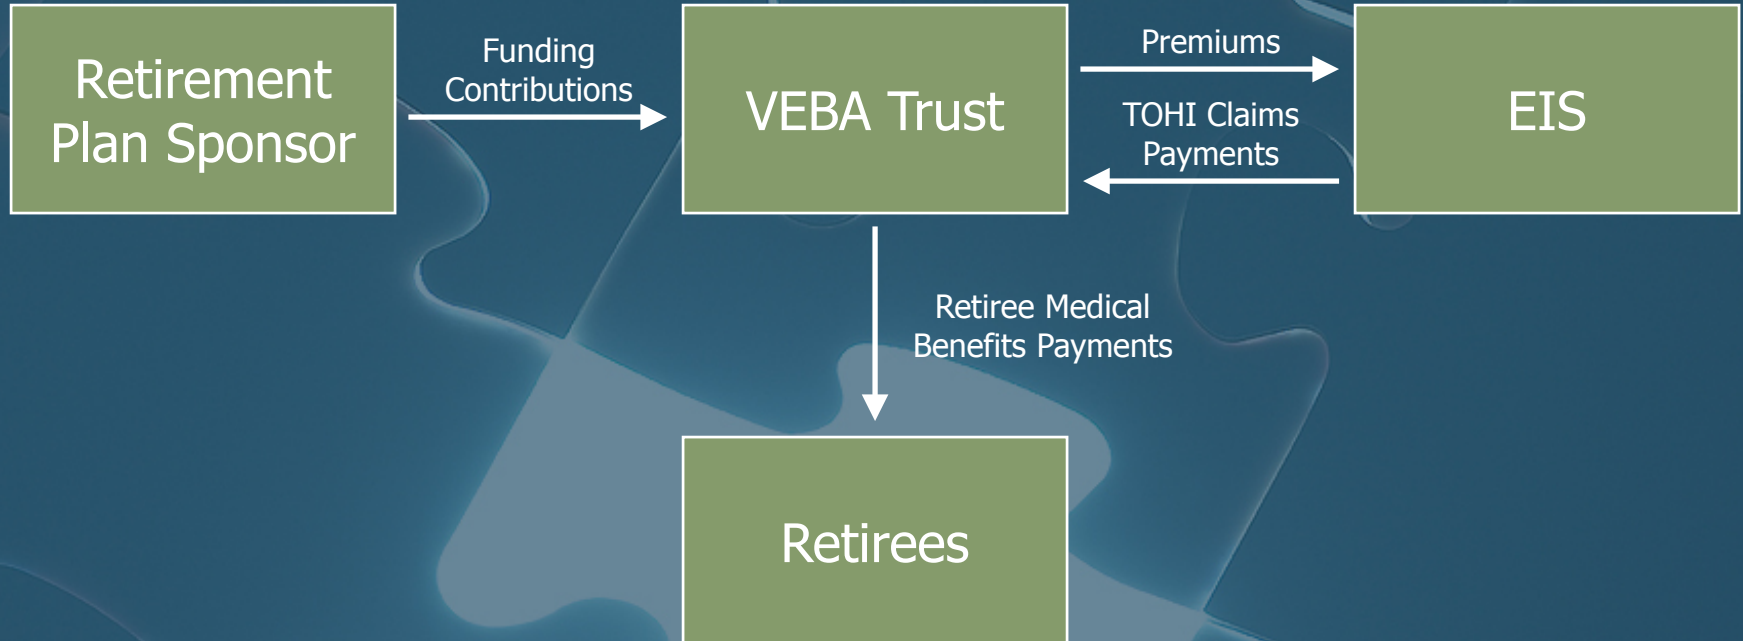 Retirement
Plan Sponsor
Funding
Contributions
VEBA Trust
Premiums
TOHI Claims
Payments
EIS
Retiree Medical
Benefits Payments
Retirees